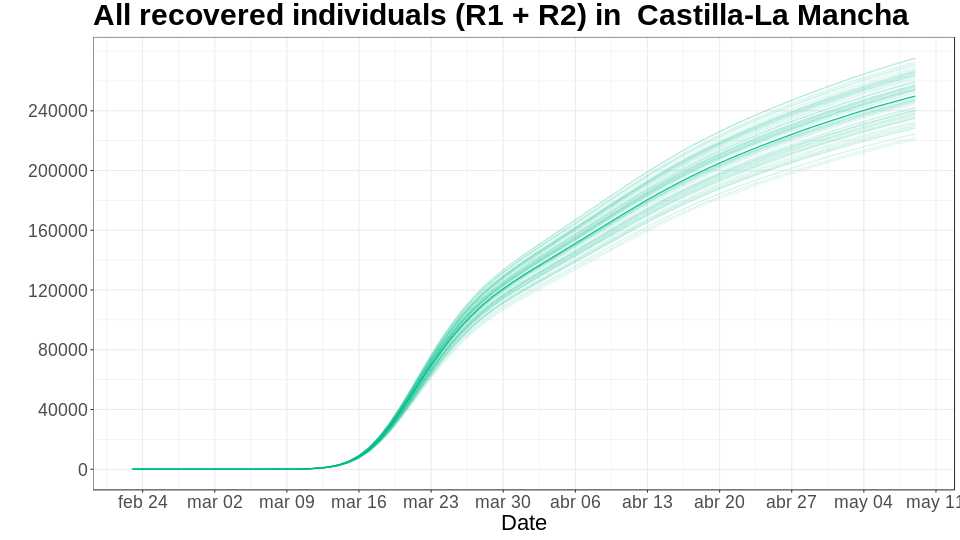 All recovered individuals (R1 + R2) in  Castilla-La Mancha
240000
200000
160000
120000
80000
40000
0
feb 24 mar 02 mar 09 mar 16 mar 23 mar 30 abr 06 abr 13 abr 20 abr 27 may 04 may 11
Date